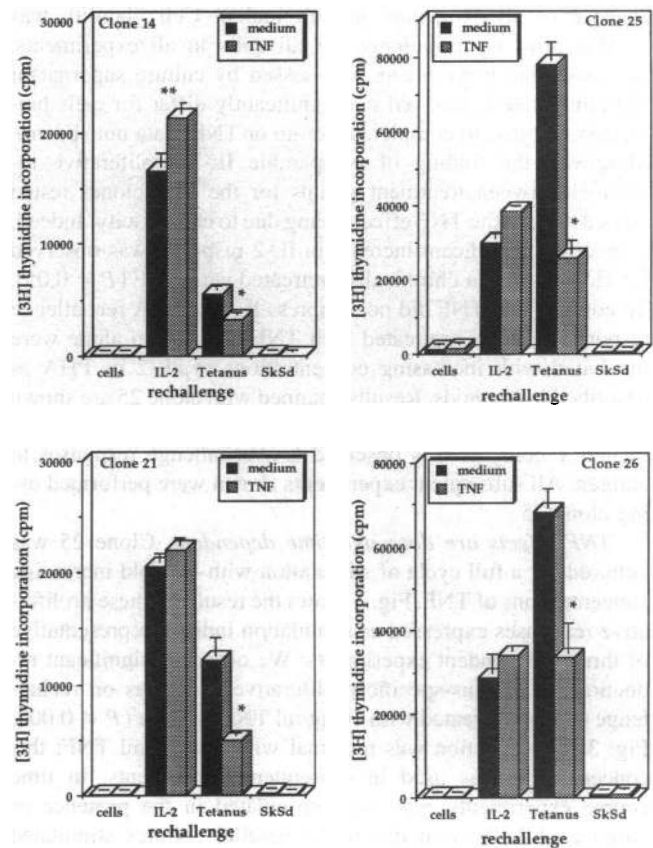 Clone 14
medium
TNF
**
[3H] thymidine incorporation (cpm)
30000
20000
10000
0
cells IL-2 Tetanus SkSd
rechallenge
Clone 25
medium
TNF
*
[3H] thymidine incorporation (cpm)
80000
60000
40000
20000
0
cells IL-2 Tetanus SkSd
rechallenge
Clone 21
medium
TNF
*
[3H] thymidine incorporation (cpm)
30000
20000
10000
0
cells IL-2 Tetanus SkSd
rechallenge
Clone 26
medium
TNF
*
[3H] thymidine incorporation (cpm)
80000
60000
40000
20000
0
cells IL-2 Tetanus SkSd
rechallenge